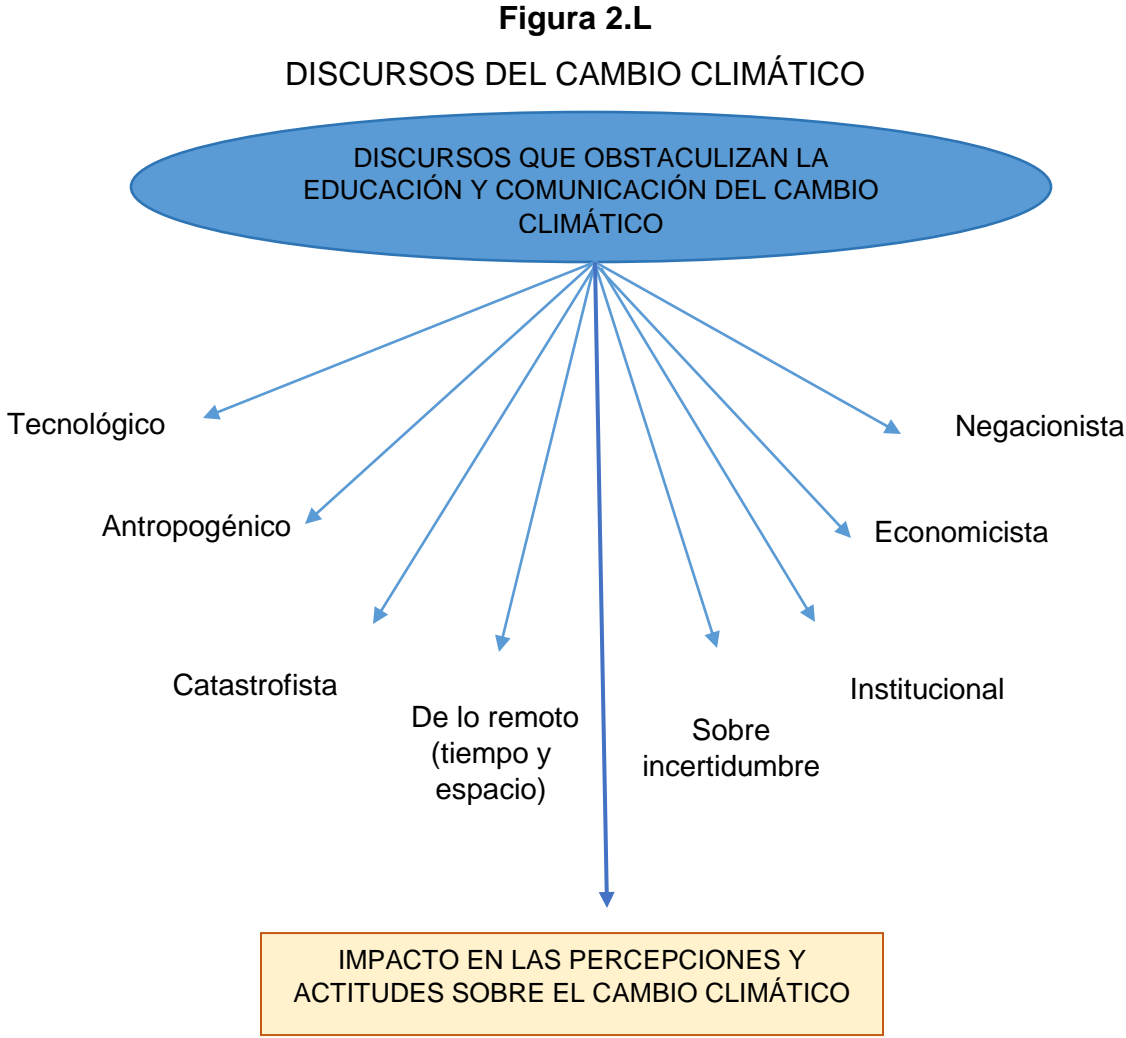 Figura 2.L
DISCURSOS DEL CAMBIO CLIMÁTICO
DISCURSOS QUE OBSTACULIZAN LA
EDUCACIÓN Y COMUNICACIÓN DEL CAMBIO
CLIMÁTICO
Tecnológico
Negacionista
Antropogénico
Economicista
Catastrofista
Institucional
De lo remoto
(tiempo y
espacio)
Sobre
incertidumbre
IMPACTO EN LAS PERCEPCIONES Y
ACTITUDES SOBRE EL CAMBIO CLIMÁTICO